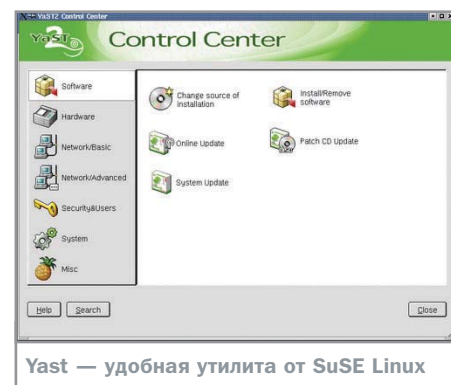 YaST2 Control Center
YaST
Control Center
Software
Hardware
Network/Basic
Network/Advanced
Security&Users
System
Misc
Change source of
installation
Install/Remove
software
Online Update
Patch CD Update
System Update
Help
Search
Close
Yast — удобная утилита от SuSE Linux